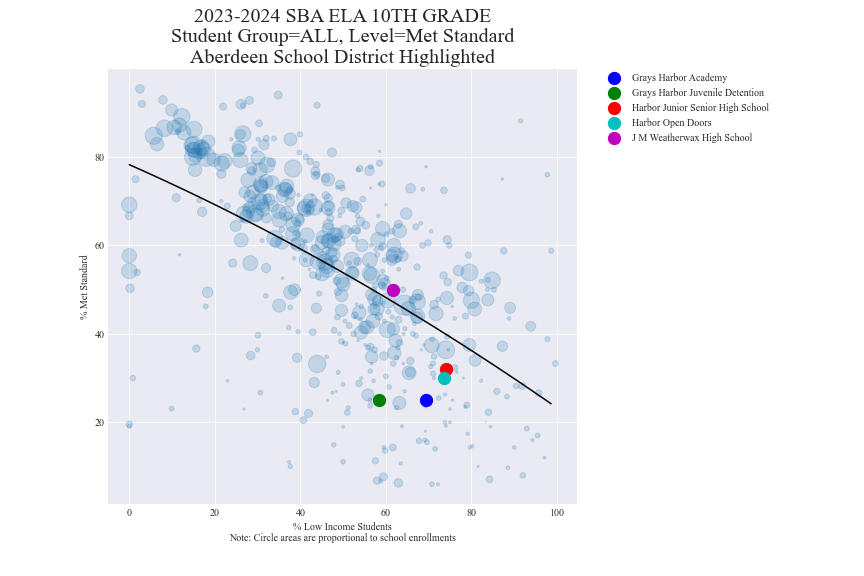 2023-2024 SBA ELA 10TH GRADE
Student Group=ALL, Level=Met Standard
Aberdeen School District Highlighted
Grays Harbor Academy
Grays Harbor Juvenile Detention
Harbor Junior Senior High School
Harbor Open Doors
J M Weatherwax High School
% Met Standard
80
60
40
20
0 20 40 60 80 100
% Low Income Students
Note: Circle areas are proportional to school enrollments